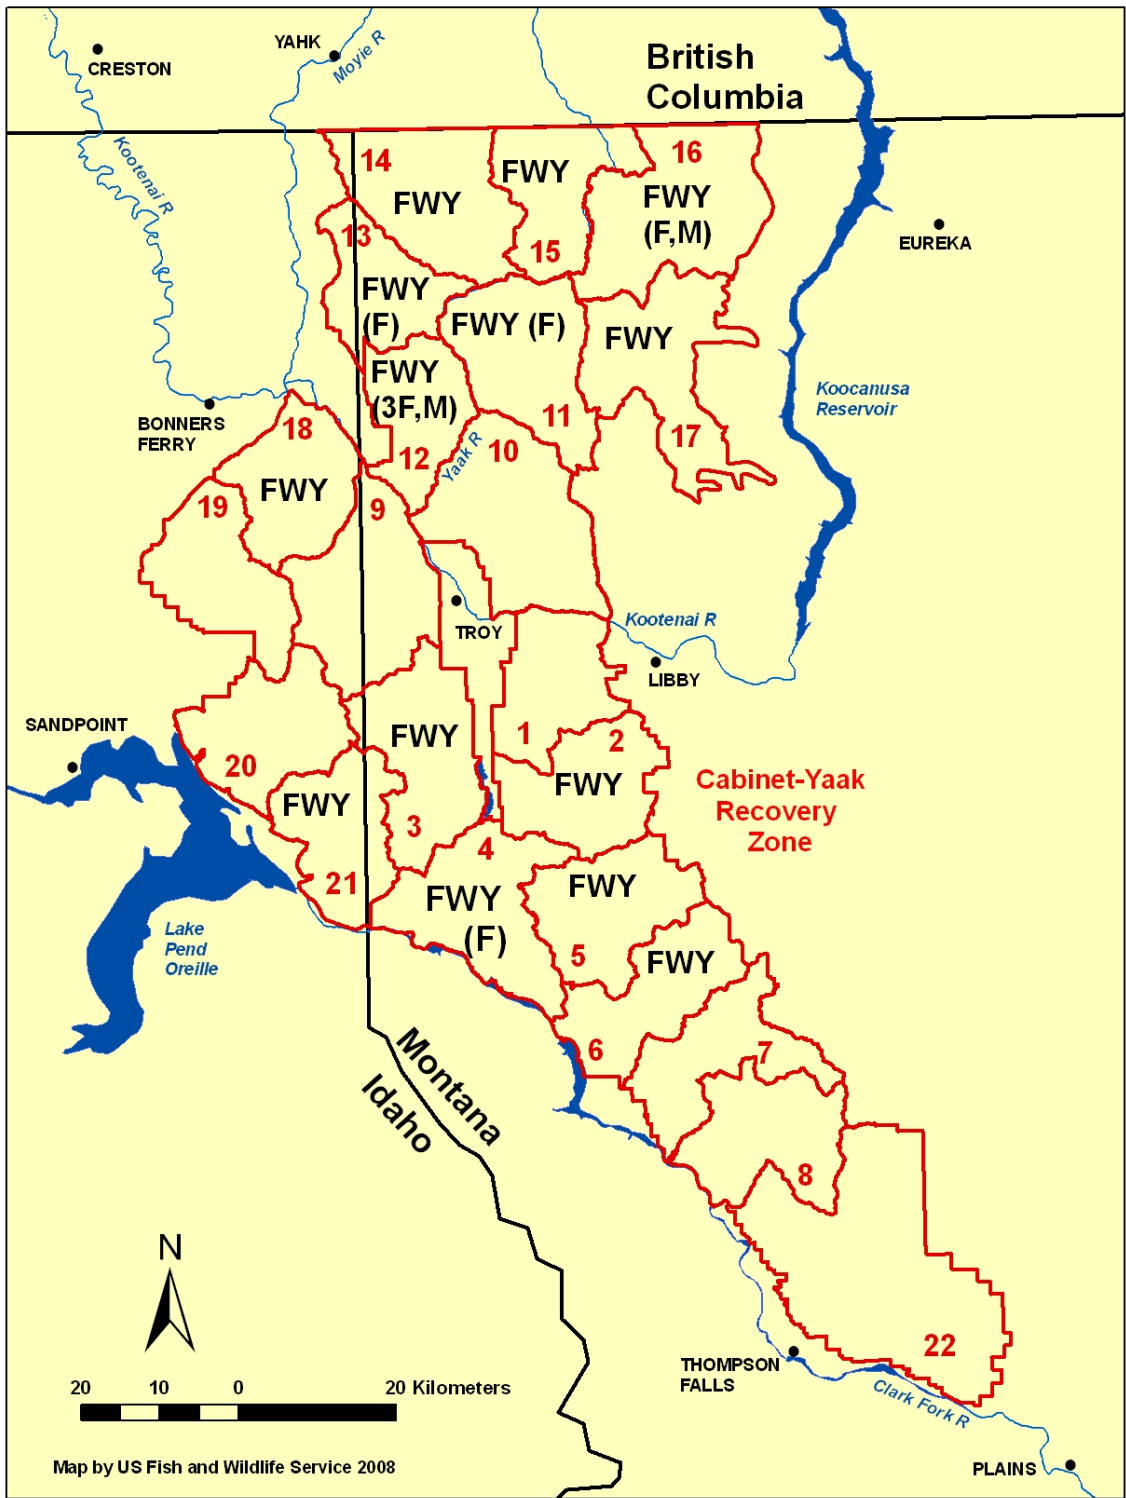 CRESTON
YAHK
Moyie R
British
Columbia
Kootenai R
14
FWY
FWY
15
16
FWY
(F,M)
EUREKA
13
FWY
(F)
FWY (F)
11
FWY
17
Koocanusa
Reservoir
FWY
(3F,M)
12
Yaak R
10
BONNERS
FERRY
18
FWY
19
9
TROY
Kootenai R
LIBBY
SANDPOINT
20
FWY
21
FWY
3
1
2
FWY
Cabinet-Yaak
Recovery
Zone
4
FWY
(F)
FWY
5
FWY
6
7
8
Lake
Pend
Oreille
Montana
Idaho
N
22
THOMPSON
FALLS
Clark Fork R
PLAINS
20 10 0 20 Kilometers
Map by US Fish and Wildlife Service 2008